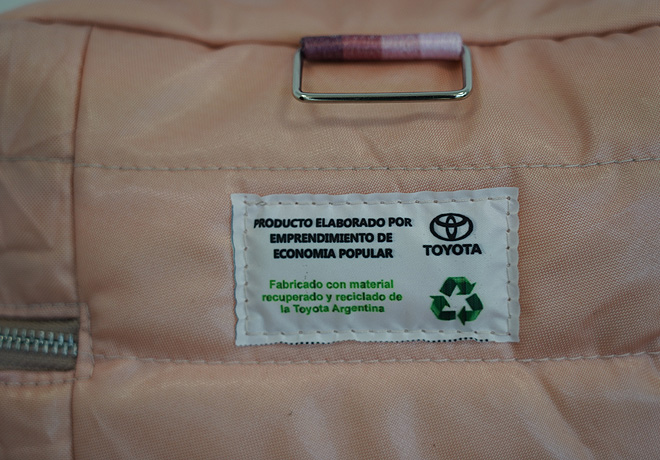 PRODUCTO ELABORADO POR
EMPRENDIMIENTO DE
ECONOMIA POPULAR
TOYOTA
Fabricado con material
recuperado y reciclado de
la Toyota Argentina